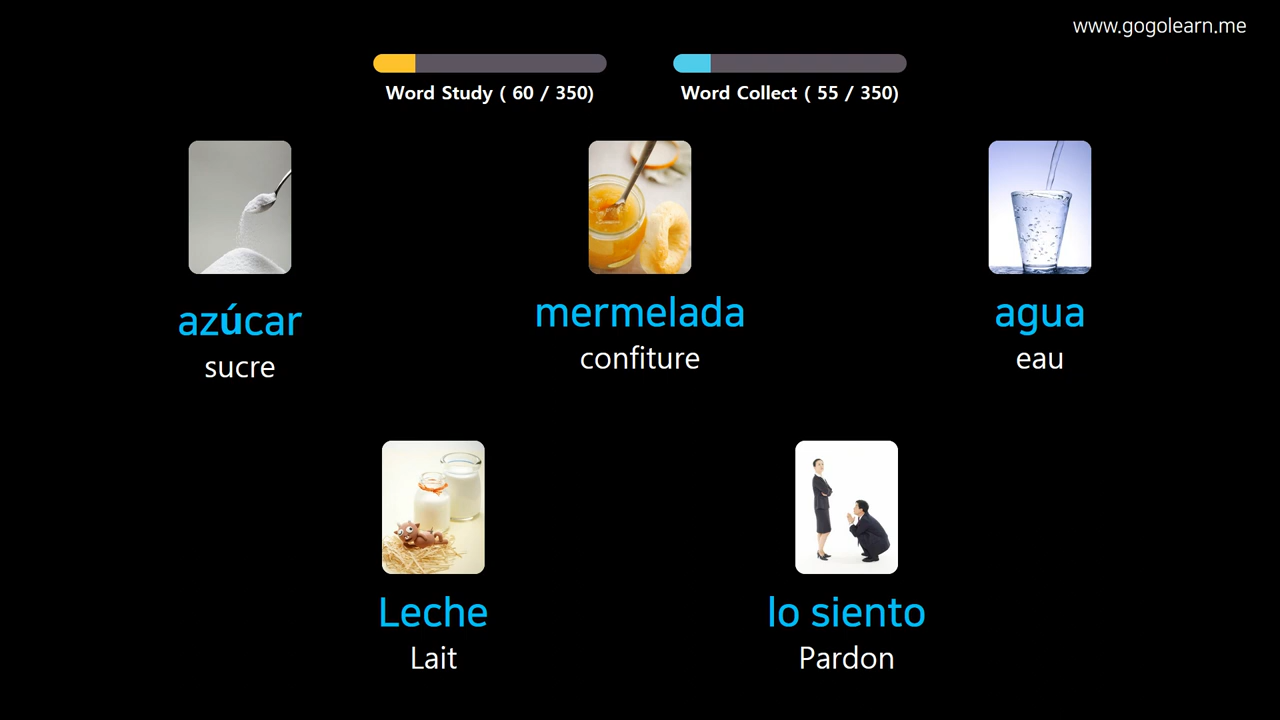 www.gogolearn.me
Word Study ( 60 / 350)
Word Collect ( 55 / 350)
azúcar
sucre
mermelada
confiture
agua
eau
Leche
Lait
lo siento
Pardon